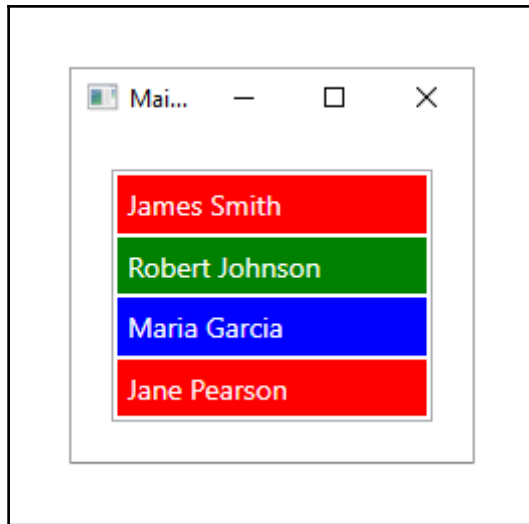 Mai...
James Smith
Robert Johnson
Maria Garcia
Jane Pearson